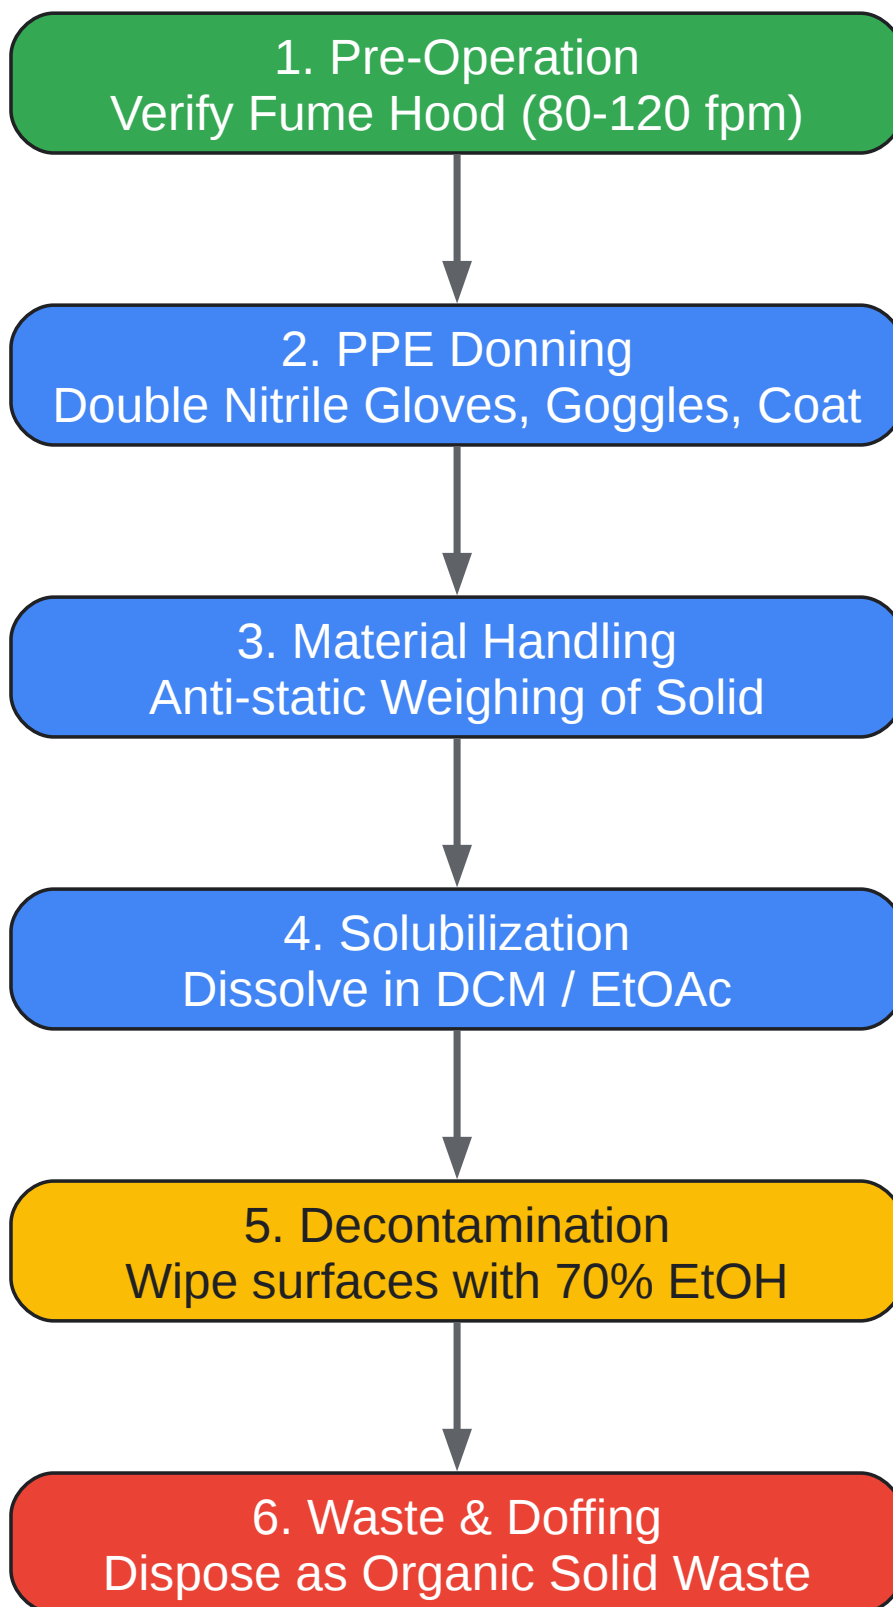 1. Pre-Operation
Verify Fume Hood (80-120 fpm)
2. PPE Donning
Double Nitrile Gloves, Goggles, Coat
3. Material Handling
Anti-static Weighing of Solid
4. Solubilization
Dissolve in DCM / EtOAc
5. Decontamination
Wipe surfaces with 70% EtOH
6. Waste & Doffing
Dispose as Organic Solid Waste